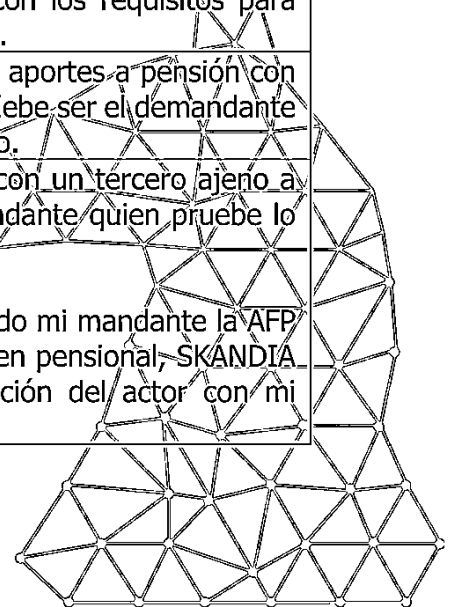 con los requisitos para
.
aportes a pensión con
debe ser el demandante
o.
con un tercero ajeno a
ndante quien pruebe lo
do mi mandante la AFP
en pensional, SKANDIA
ción del actor con mi